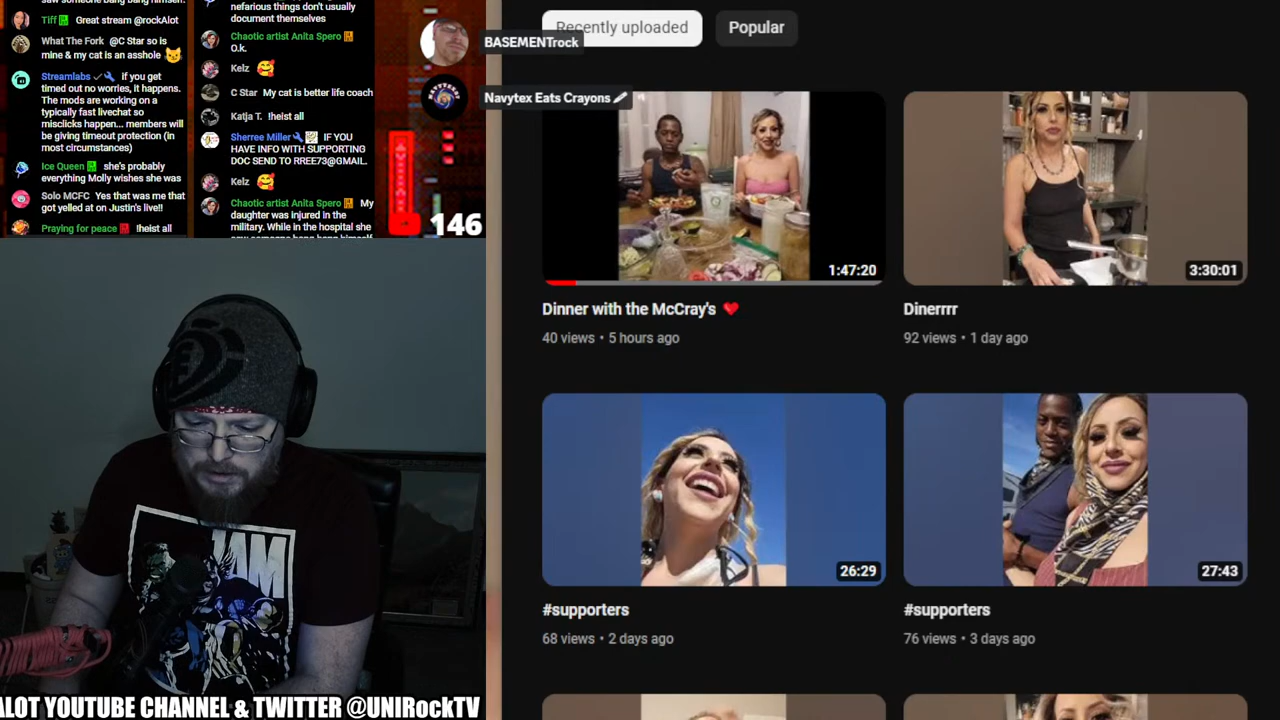 saw someone bang bang himself
Tiff Great stream @rockAlot
What The Fork @C Star so is
mine & my cat is an asshole
Streamlabs if you get
timed out no worries, it happens.
The mods are working on a
typically fast livechat so
misclicks happen... members will
be giving timeout protection (in
most circumstances)
Ice Queen she's probably
everything Molly wishes she was
Solo MCFC Yes that was me that
got yelled at on Justin's live!!
Praying for peace !heist all
nefarious things don't usually
document themselves
Chaotic artist Anita Spero
O.k.
Kelz
C Star My cat is better life coach
Katja T. !heist all
Sherree Miller IF YOU
HAVE INFO WITH SUPPORTING
DOC SEND TO RREE73@GMAIL.
Kelz
Chaotic artist Anita Spero My
daughter was injured in the
military. While in the hospital she
saw someone bang bang himself
BASEMENTrock
Navytex Eats Crayons
NAVYTEX
146
Recently uploaded
Popular
1:47:20
Dinner with the McCray's
40 views • 5 hours ago
3:30:01
Dinerrrr
92 views • 1 day ago
26:29
#supporters
68 views • 2 days ago
27:43
#supporters
76 views • 3 days ago
JAM
ALOT YOUTUBE CHANNEL & TWITTER @UNIRockTV